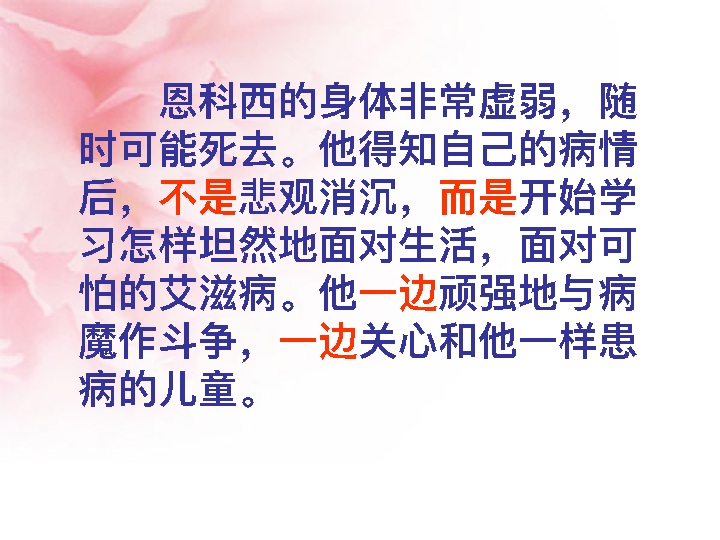 恩科西的身体非常虚弱，随
时可能死去。他得知自己的病情
后，不是悲观消沉，而是开始学
习怎样坦然地面对生活，面对可
怕的艾滋病。他一边顽强地与病
魔作斗争，一边关心和他一样患
病的儿童。